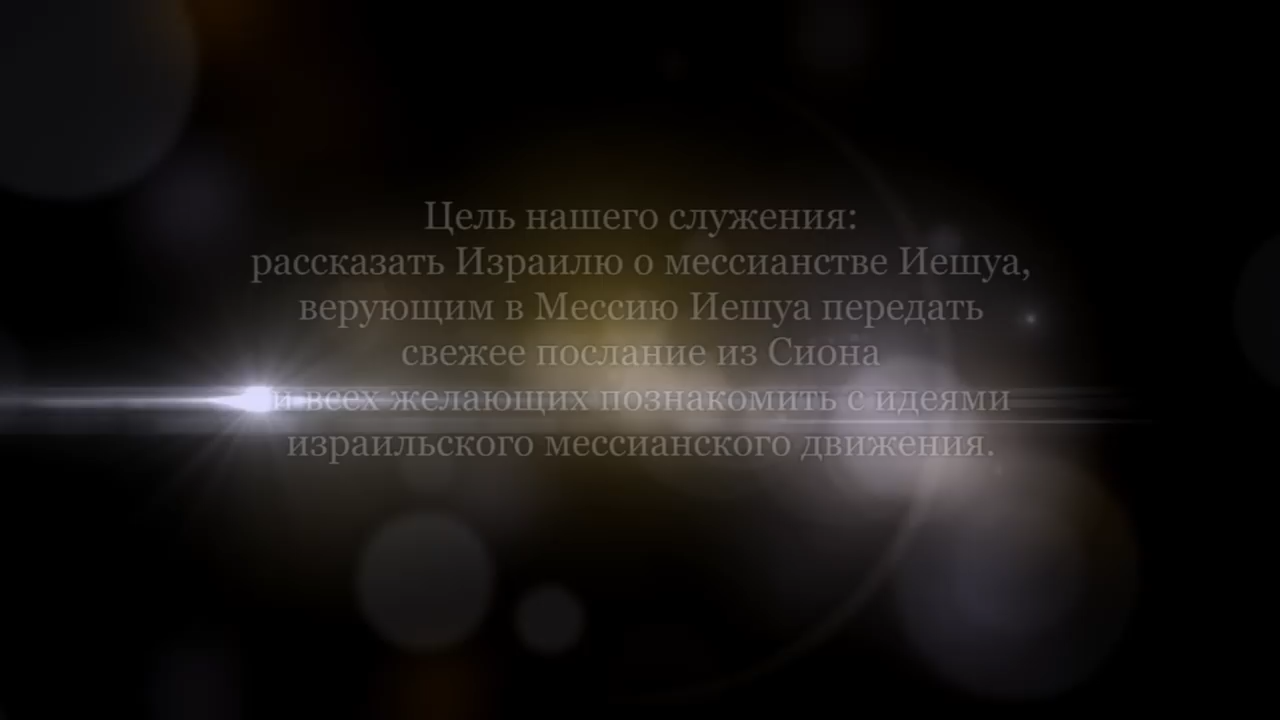 Цель нашего служения:
рассказать Израилю о мессианстве Иешуа,
верующим в Мессию Иешуа передать
свежее послание из Сиона
и всех желающих познакомить с идеями
израильского мессианского движения.